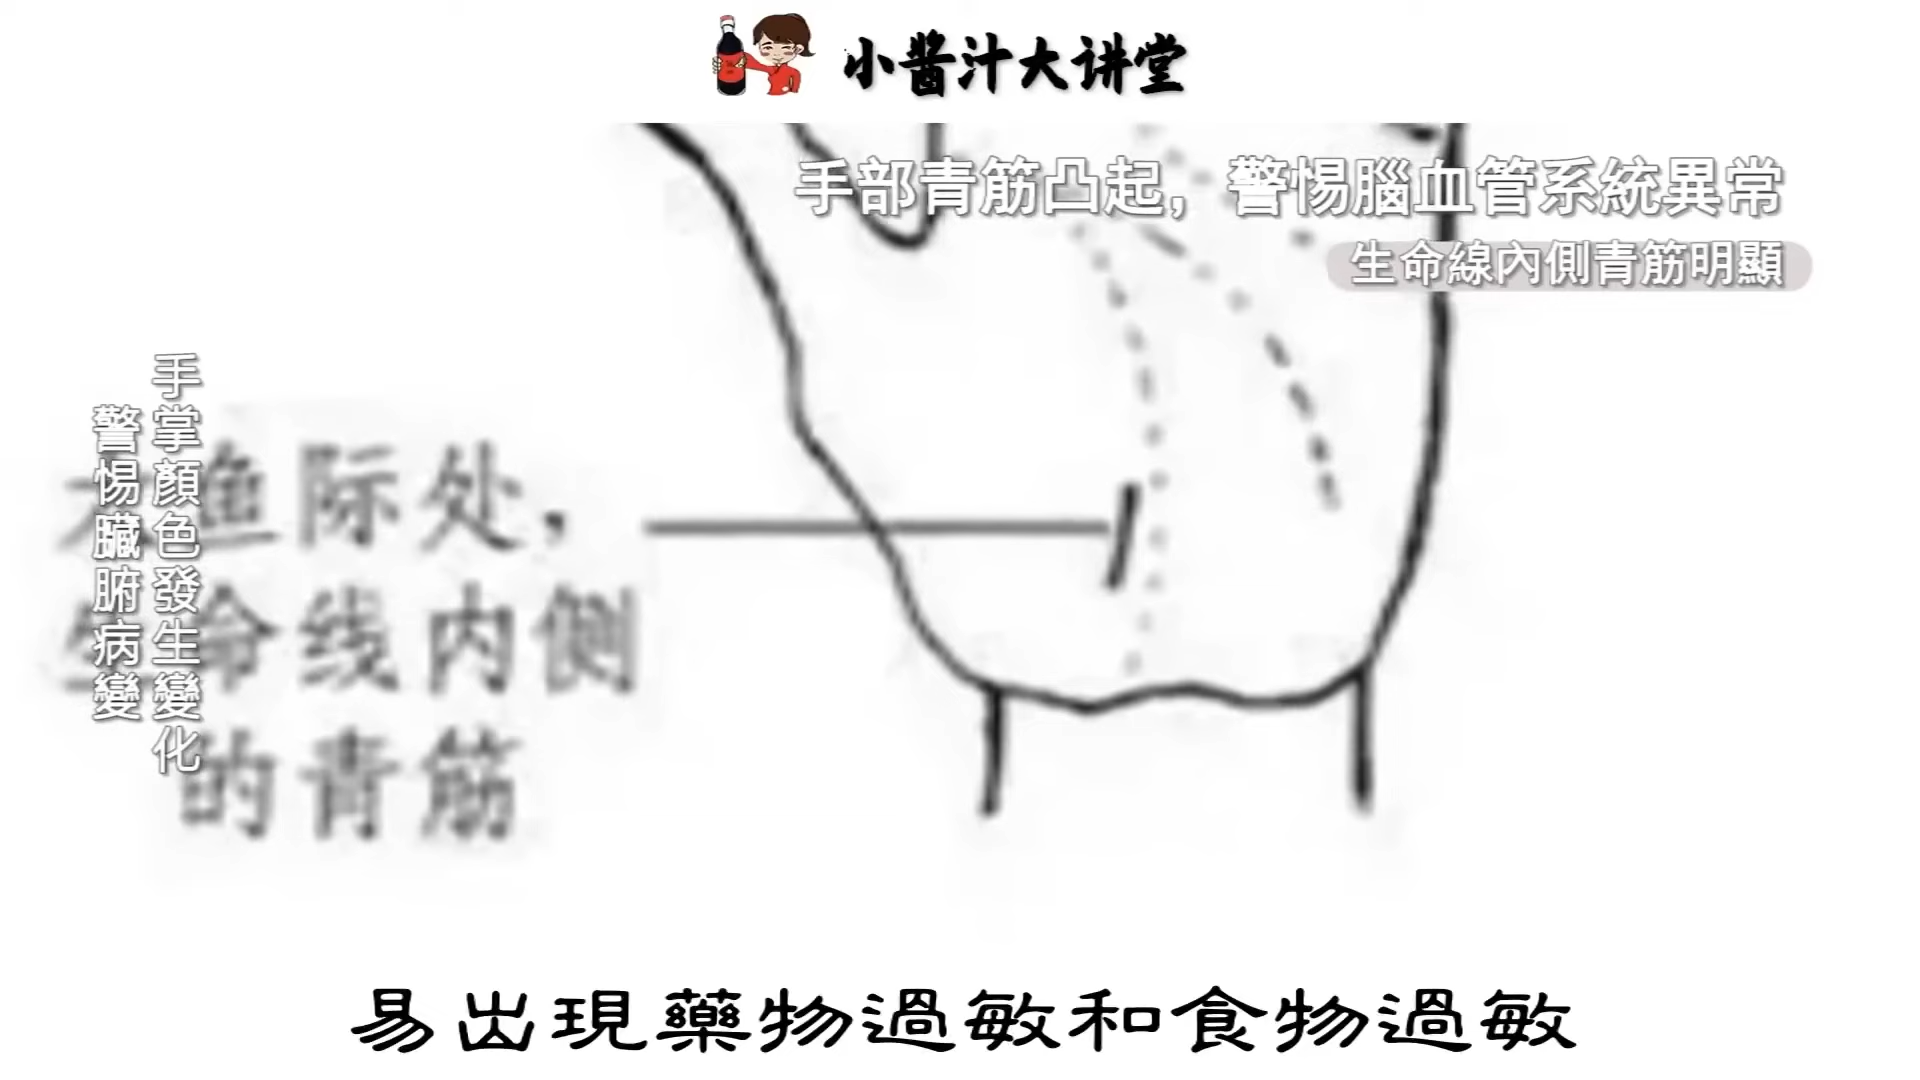 小酱汁大讲堂
手部青筋凸起，警惕腦血管系統異常
生命線內側青筋明顯
手掌顏色發生變化
警惕臟腑病變
鱼际处，
命线内侧
的青筋
易出現藥物過敏和食物過敏